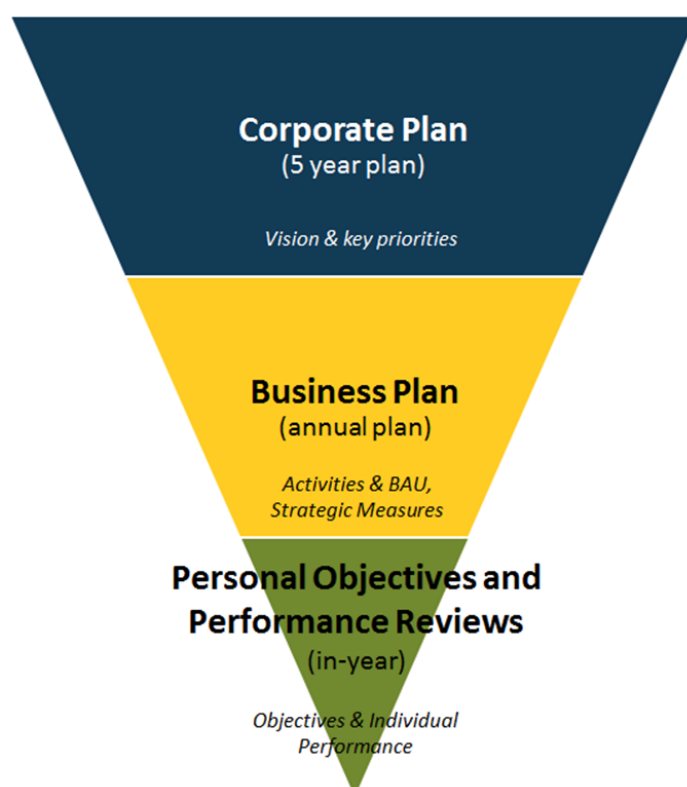 Corporate Plan
(5 year plan)
Vision & key priorities
Business Plan
(annual plan)
Activities & BAU,
Strategic Measures
Personal Objectives and
Performance Reviews
(in-year)
Objectives & Individual
Performance